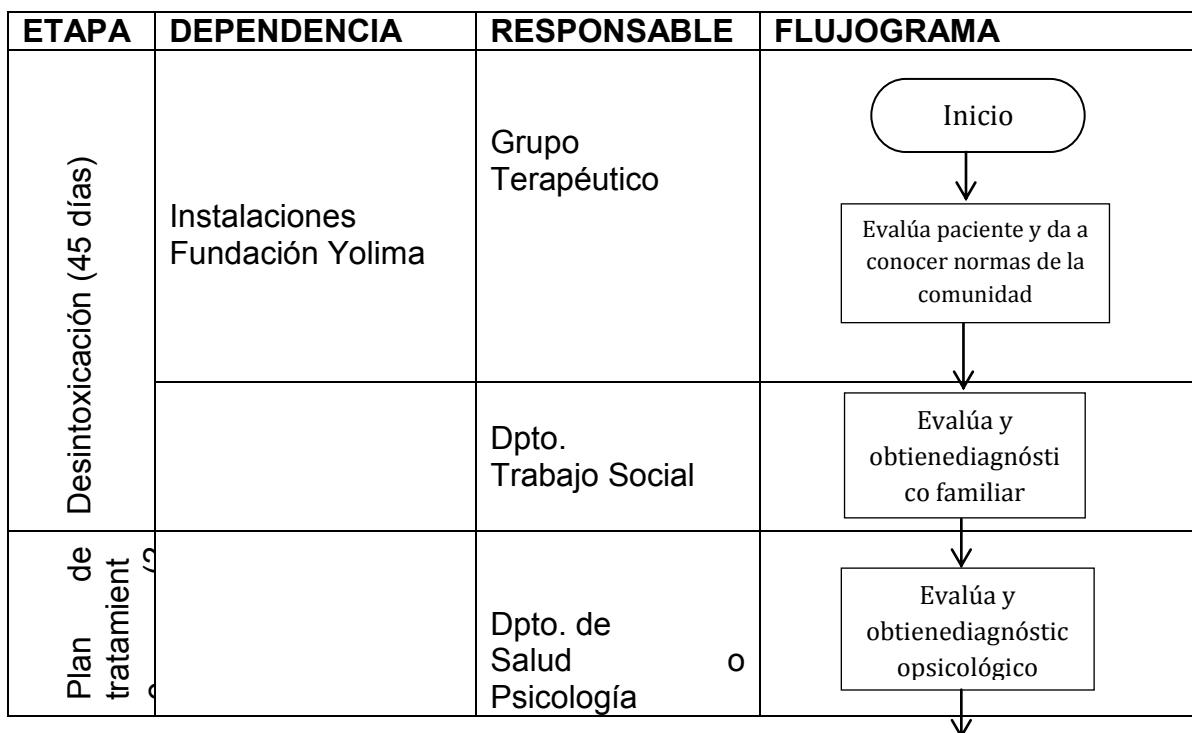 ETAPA DEPENDENCIA RESPONSABLE FLUJOGRAMA
Desintoxicación (45 días)
Instalaciones
Fundación Yolima
Grupo
Terapéutico
Inicio
Evalúa paciente y da a
conocer normas de la
comunidad
Dpto.
Trabajo Social
Evalúa y
obtienediagnósti
co familiar
Plan de
tratamient
Dpto. de
Salud o
Psicología
Evalúa y
obtienediagnóstic
opsicológico